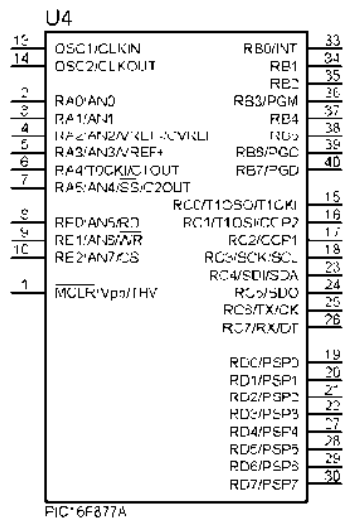 U4
13 OSC1/CLKIN RB0/INT 33
14 OSC2/CLKOUT RB1 34
RB2 35
2 RA0/AN0 RB3/PGM 36
3 RA1/AN1 RB4 37
4 RA2/AN2/VREF-/CVREF RB5 38
5 RA3/AN3/VREF+ RB6/PGC 39
6 RA4/T0CKI/C1OUT RB7/PGD 40
7 RA5/AN4/SS/C2OUT
RC0/T1OSO/T1CKI 15
8 RE0/AN5/RD RC1/T1OSI/CCP2 16
9 RE1/AN6/WR RC2/CCP1 17
10 RE2/AN7/CS RC3/SCK/SCL 18
RC4/SDI/SDA 23
1 MCLR/Vpp/THV RC5/SDO 24
RC6/TX/CK 25
RC7/RX/DT 26
RD0/PSP0 19
RD1/PSP1 20
RD2/PSP2 21
RD3/PSP3 22
RD4/PSP4 27
RD5/PSP5 28
RD6/PSP6 29
RD7/PSP7 30
PIC16F877A